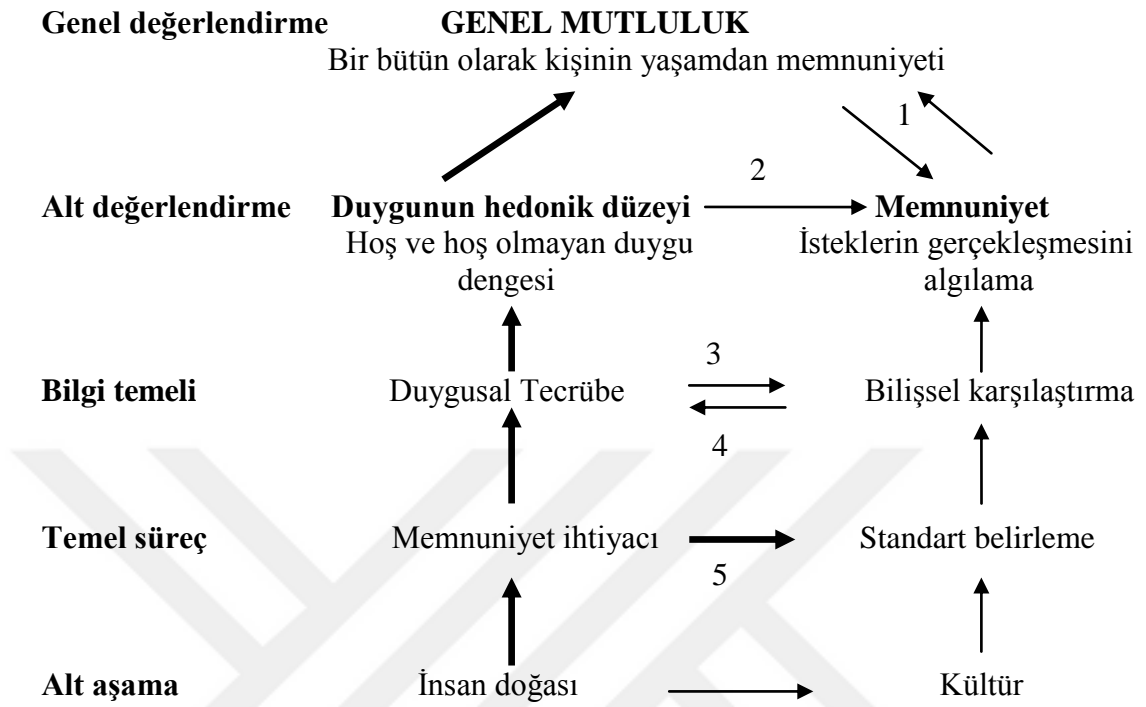 Genel değerlendirme GENEL MUTLULUK
Bir bütün olarak kişinin yaşamdan memnuniyeti
1
2
Alt değerlendirme Duygunun hedonik düzeyi Memnuniyet
Hoş ve hoş olmayan duygu İsteklerin gerçekleşmesini
dengesi algılama
3
Bilgi temeli Duygusal Tecrübe Bilişsel karşılaştırma
4
Temel süreç Memnuniyet ihtiyacı Standart belirleme
5
Alt aşama İnsan doğası Kültür